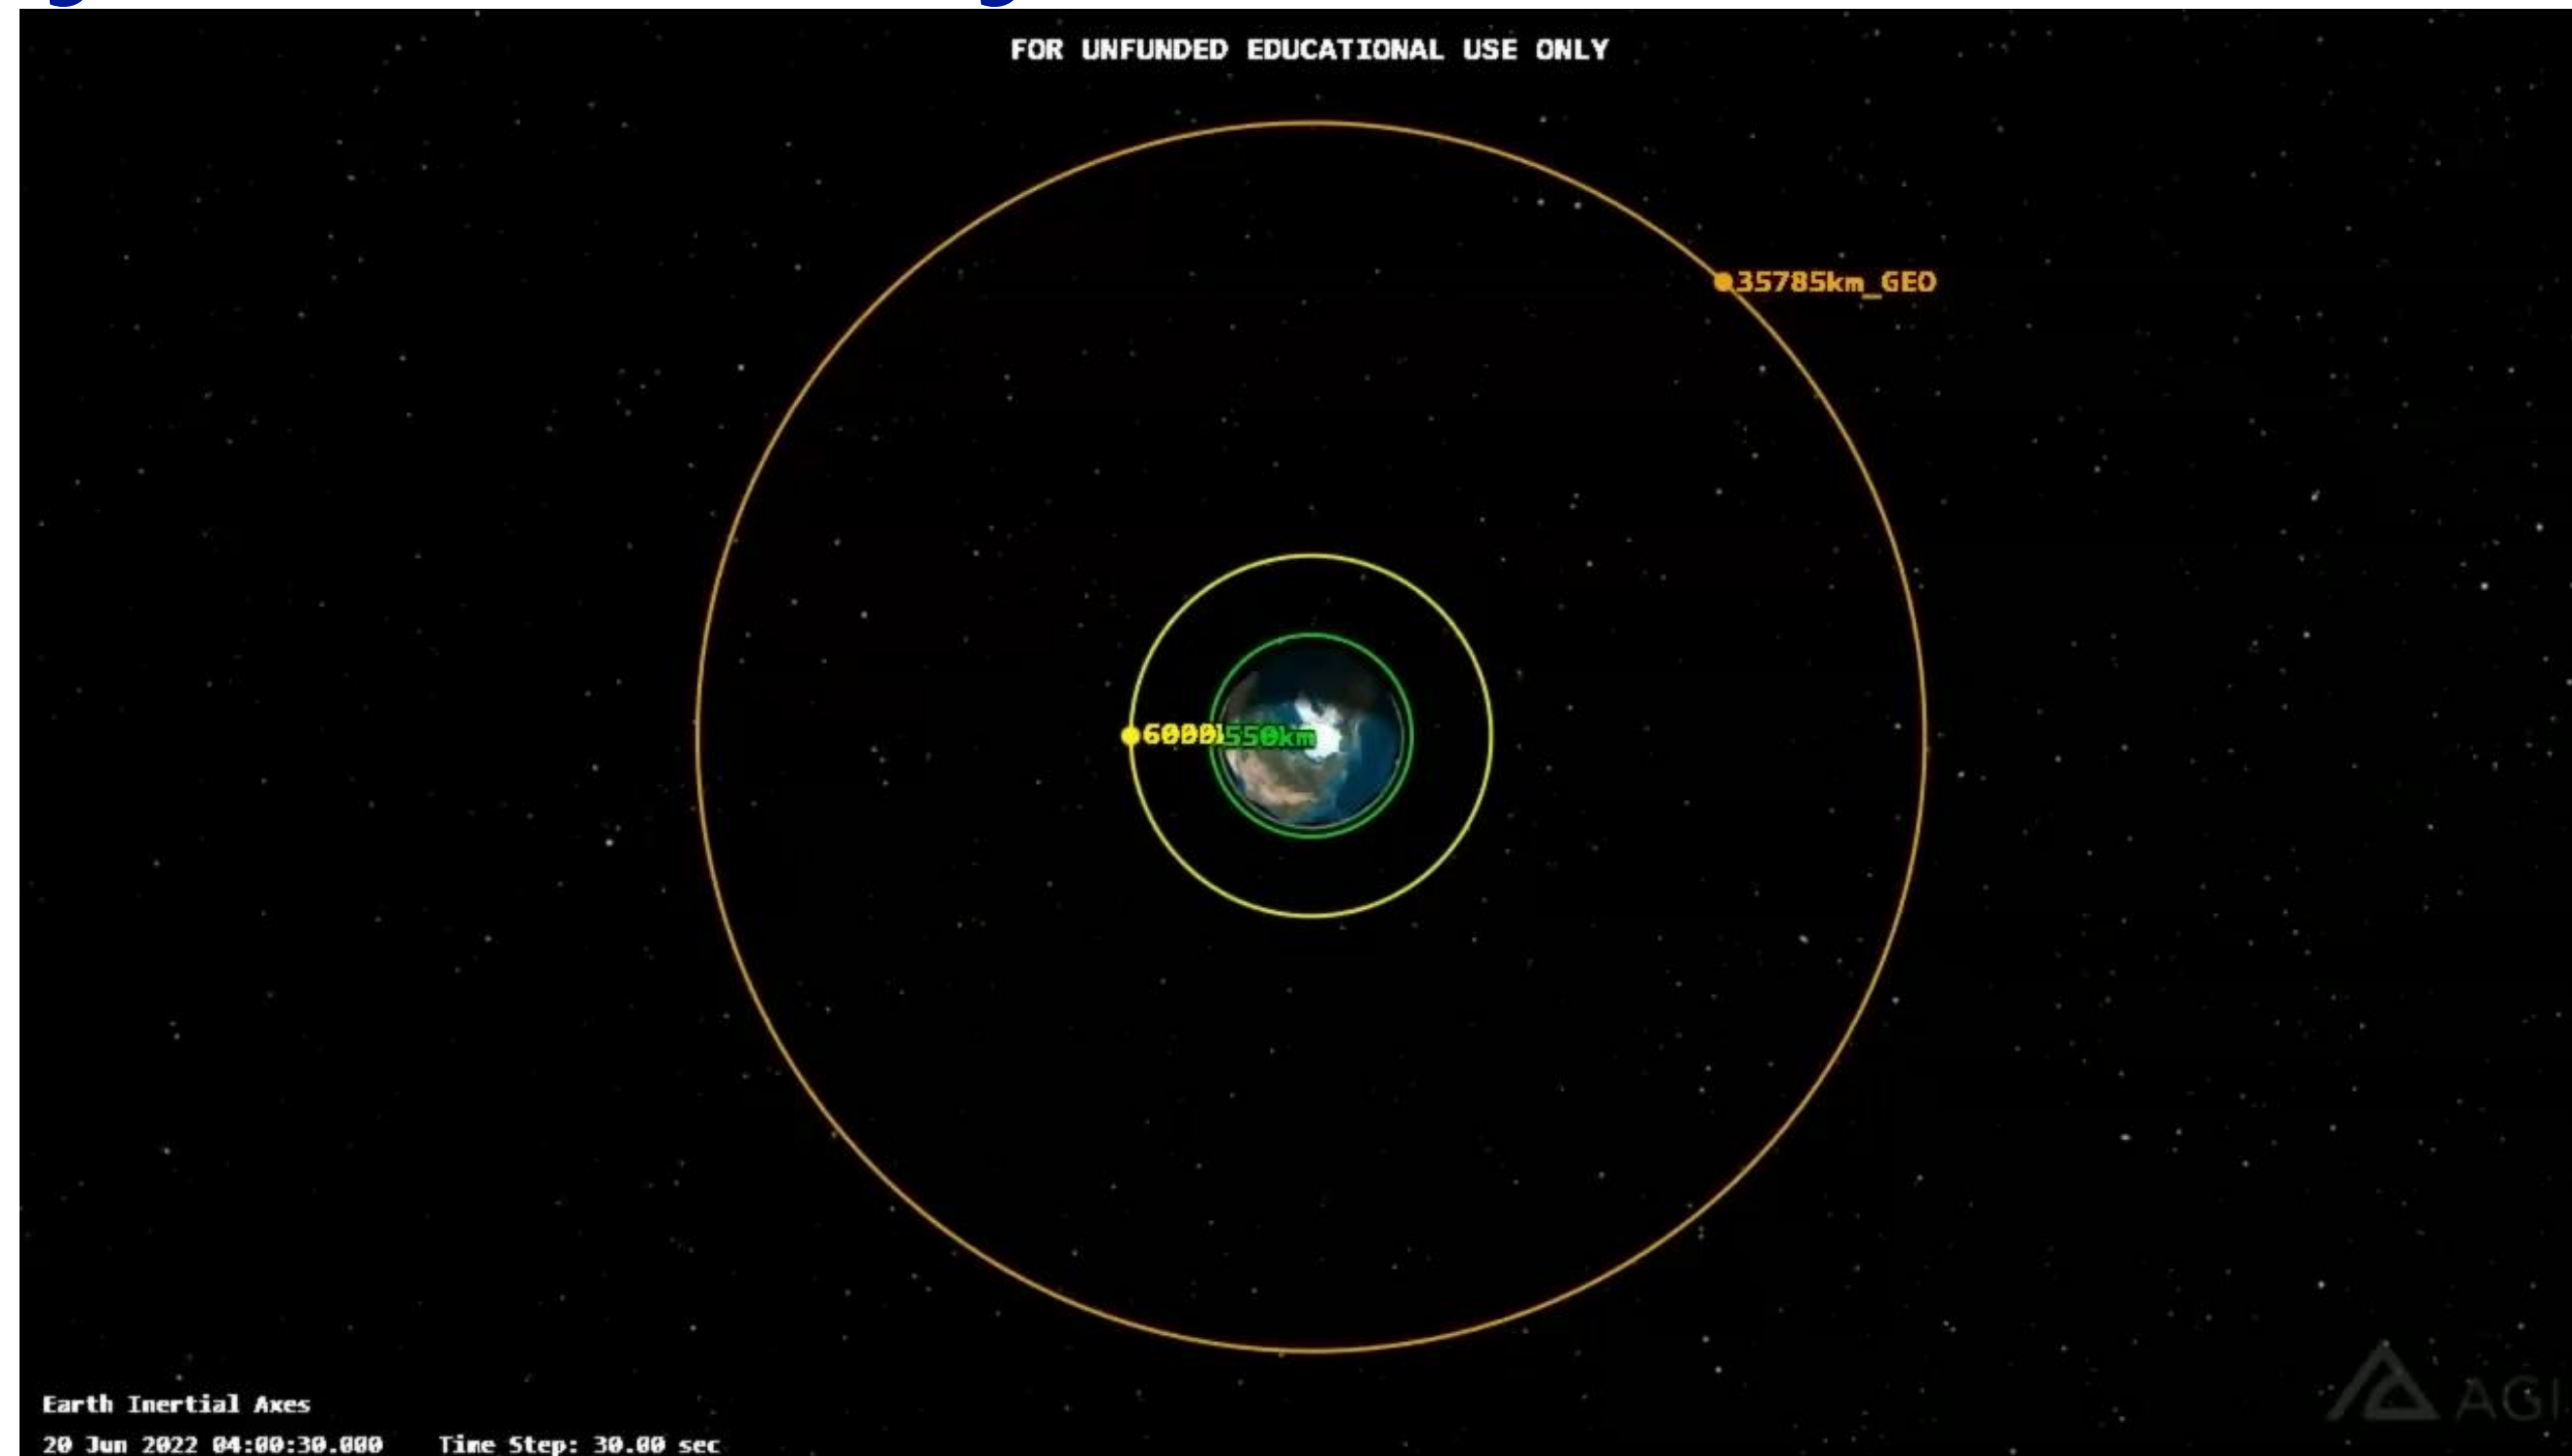 FOR UNFUNDED EDUCATIONAL USE ONLY
35785km_GEO
550km
Earth Inertial Axes
20 Jun 2022 04:00:30.000 Time Step: 30.00 sec
AGI